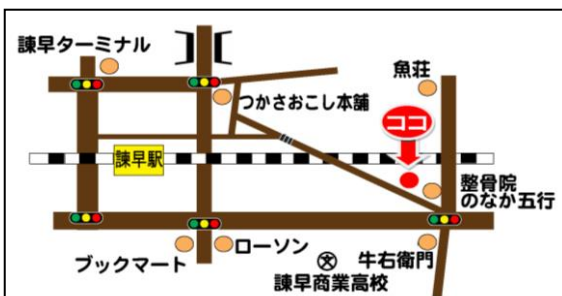 諫早ターミナル
魚荘
つかさおこし本舗
ココ
諫早駅
整骨院
のなか五行
ブックマート
ローソン
牛右衛門
文
諫早商業高校